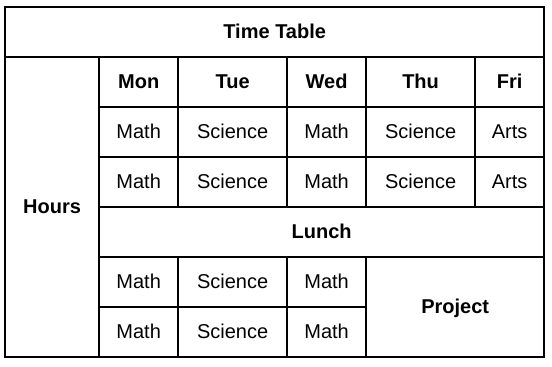 Time Table
Mon Tue Wed Thu Fri
Math Science Math Science Arts
Math Science Math Science Arts
Hours
Lunch
Math Science Math
Project
Math Science Math